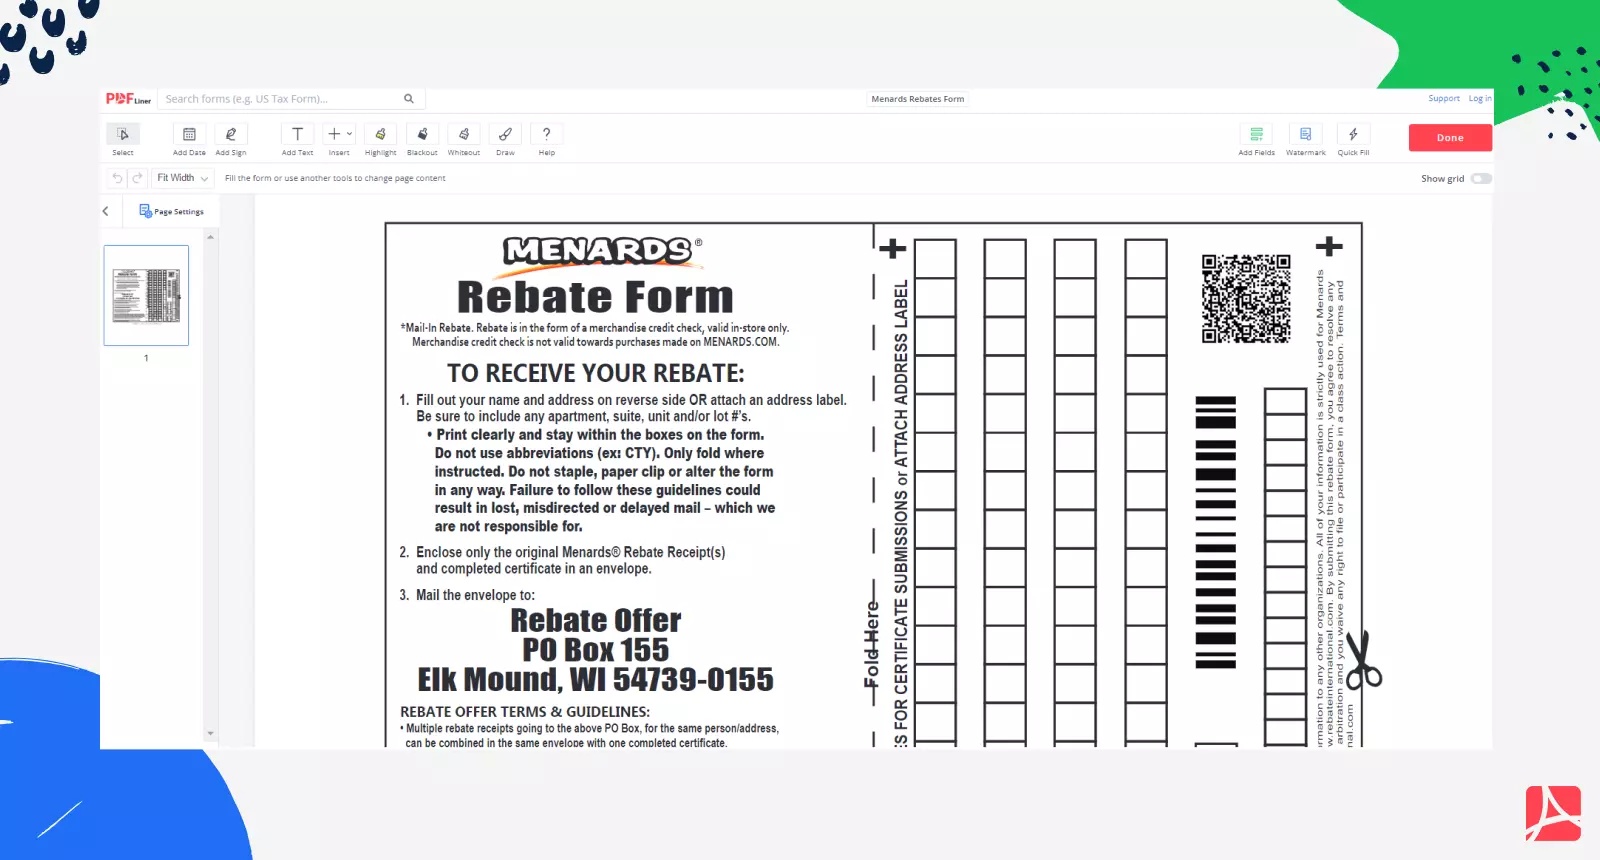 PDFLiner
Search forms (e.g. US Tax Form)...
Menards Rebates Form
Support
Log in
Select
Add Date
Add Sign
Add Text
Insert
Highlight
Blackout
Whiteout
Draw
Help
Add Fields
Watermark
Quick Fill
Done
Fit Width
Fill the form or use another tools to change page content
Show grid
Page Settings
1
MENARDS®
Rebate Form
*Mail-In Rebate. Rebate is in the form of a merchandise credit check, valid in-store only.
Merchandise credit check is not valid towards purchases made on MENARDS.COM.
TO RECEIVE YOUR REBATE:
1. Fill out your name and address on reverse side OR attach an address label.
Be sure to include any apartment, suite, unit and/or lot #'s.
• Print clearly and stay within the boxes on the form.
Do not use abbreviations (ex: CTY). Only fold where
instructed. Do not staple, paper clip or alter the form
in any way. Failure to follow these guidelines could
result in lost, misdirected or delayed mail – which we
are not responsible for.
2. Enclose only the original Menards® Rebate Receipt(s)
and completed certificate in an envelope.
3. Mail the envelope to:
Rebate Offer
PO Box 155
Elk Mound, WI 54739-0155
REBATE OFFER TERMS & GUIDELINES:
• Multiple rebate receipts going to the above PO Box, for the same person/address,
can be combined in the same envelope with one completed certificate.
Fold Here
FOR CERTIFICATE SUBMISSIONS or ATTACH ADDRESS LABEL
to any other organizations. All of your information is strictly used for Menards
By submitting this rebate form, you agree to resolve any
arbitration and you waive any right to file or participate in a class action. Terms and